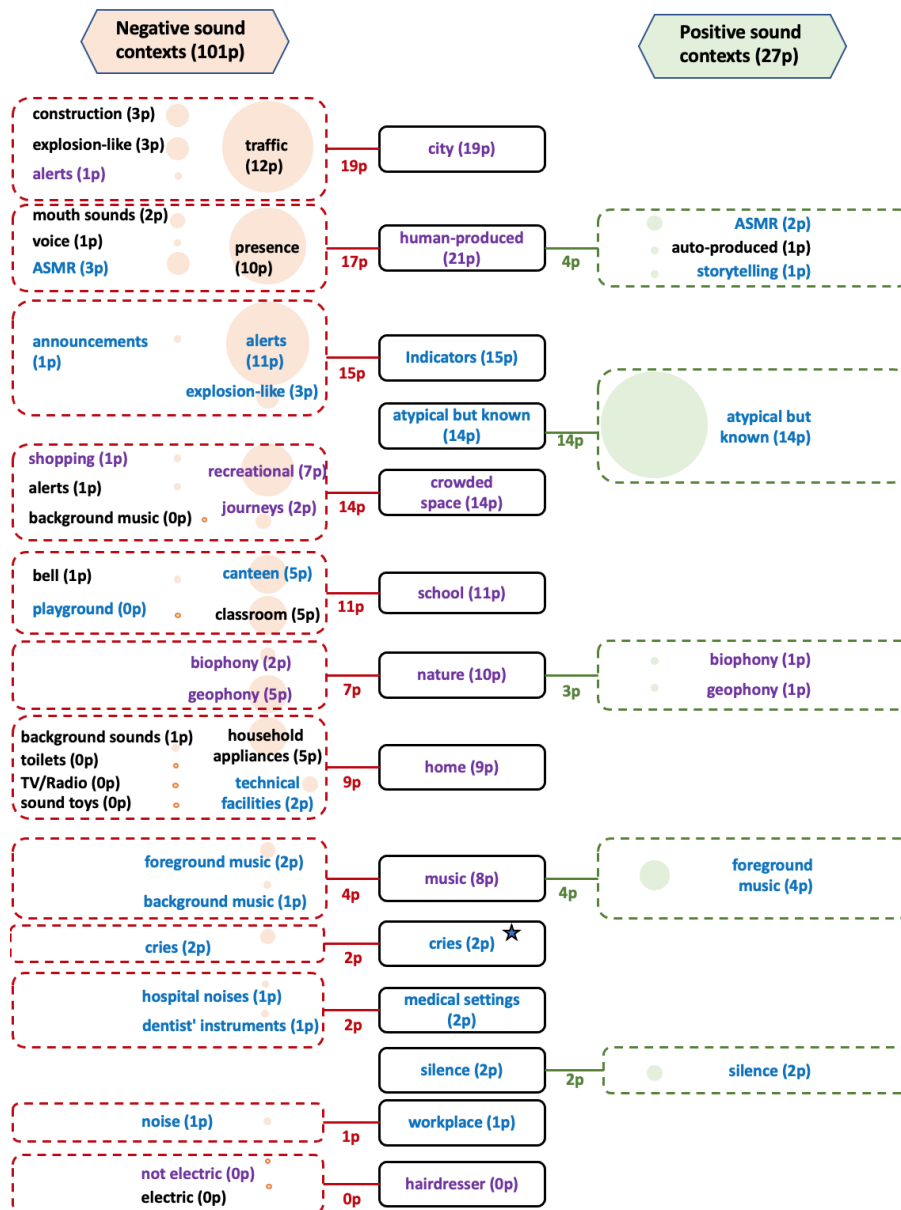 Negative sound
contexts (101p)
Positive sound
contexts (27p)
construction (3p)
explosion-like (3p)
alerts (1p)
traffic
(12p)
19p
city (19p)
mouth sounds (2p)
voice (1p)
ASMR (3p)
presence
(10p)
17p
human-produced
(21p)
4p
ASMR (2p)
auto-produced (1p)
storytelling (1p)
announcements
(1p)
alerts
(11p)
explosion-like (3p)
15p
Indicators (15p)
atypical but known
(14p)
14p
atypical but
known (14p)
shopping (1p)
alerts (1p)
background music (0p)
recreational (7p)
journeys (2p)
14p
crowded
space (14p)
bell (1p)
playground (0p)
canteen (5p)
classroom (5p)
11p
school (11p)
biophony (2p)
geophony (5p)
7p
nature (10p)
3p
biophony (1p)
geophony (1p)
background sounds (1p)
toilets (0p)
TV/Radio (0p)
sound toys (0p)
household
appliances (5p)
technical
facilities (2p)
9p
home (9p)
foreground music (2p)
background music (1p)
4p
music (8p)
4p
foreground
music (4p)
cries (2p)
2p
cries (2p)
hospital noises (1p)
dentist' instruments (1p)
2p
medical settings
(2p)
silence (2p)
2p
silence (2p)
noise (1p)
1p
workplace (1p)
not electric (0p)
electric (0p)
0p
hairdresser (0p)